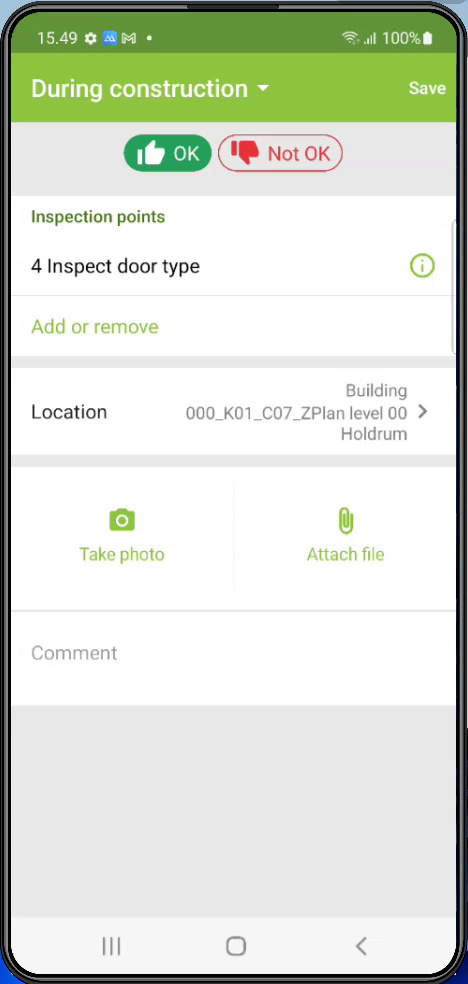 15.49 100%
During construction Save
OK Not OK
Inspection points
4 Inspect door type
Add or remove
Building
Location 000_K01_C07_ZPlan level 00
Holdrum
Take photo Attach file
Comment